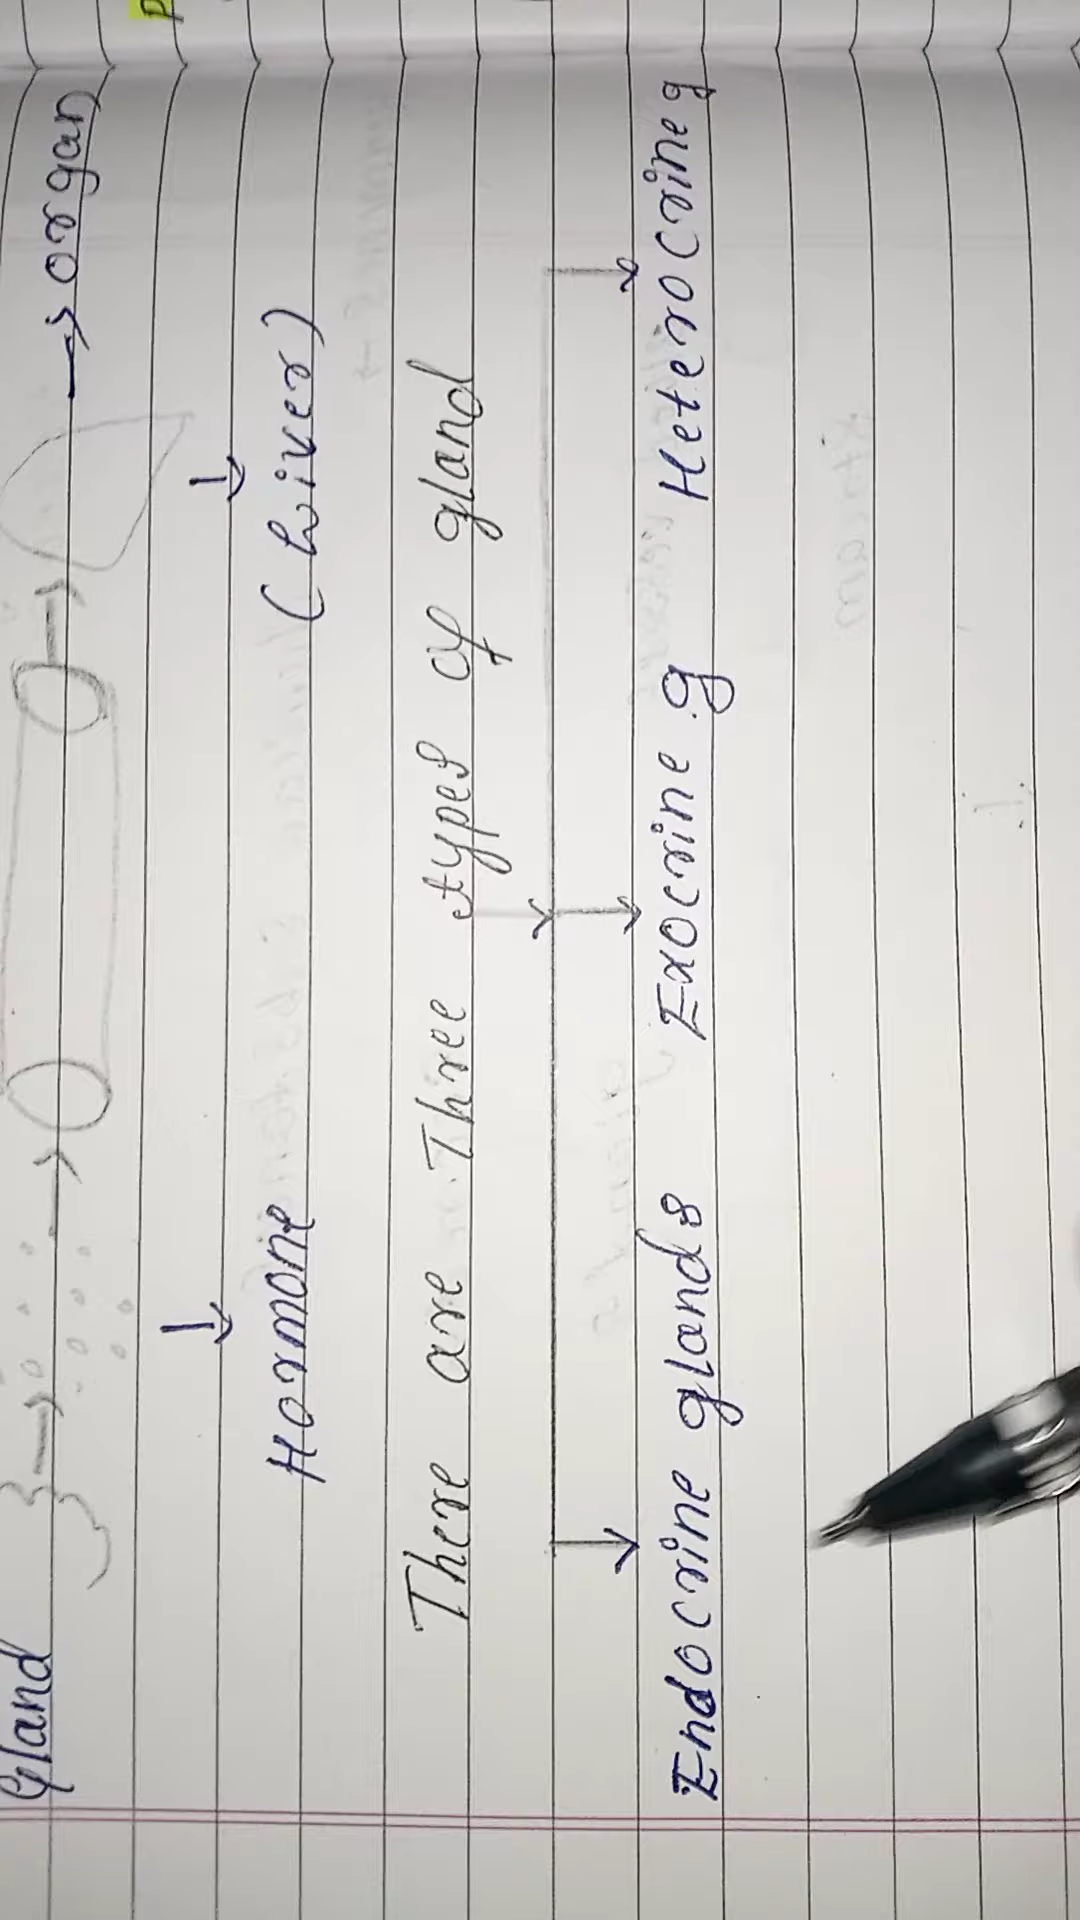 Gland → organ
Hormone (Liver)
There are Three types of gland
Endocrine glands Exocrine g Heterocrine g